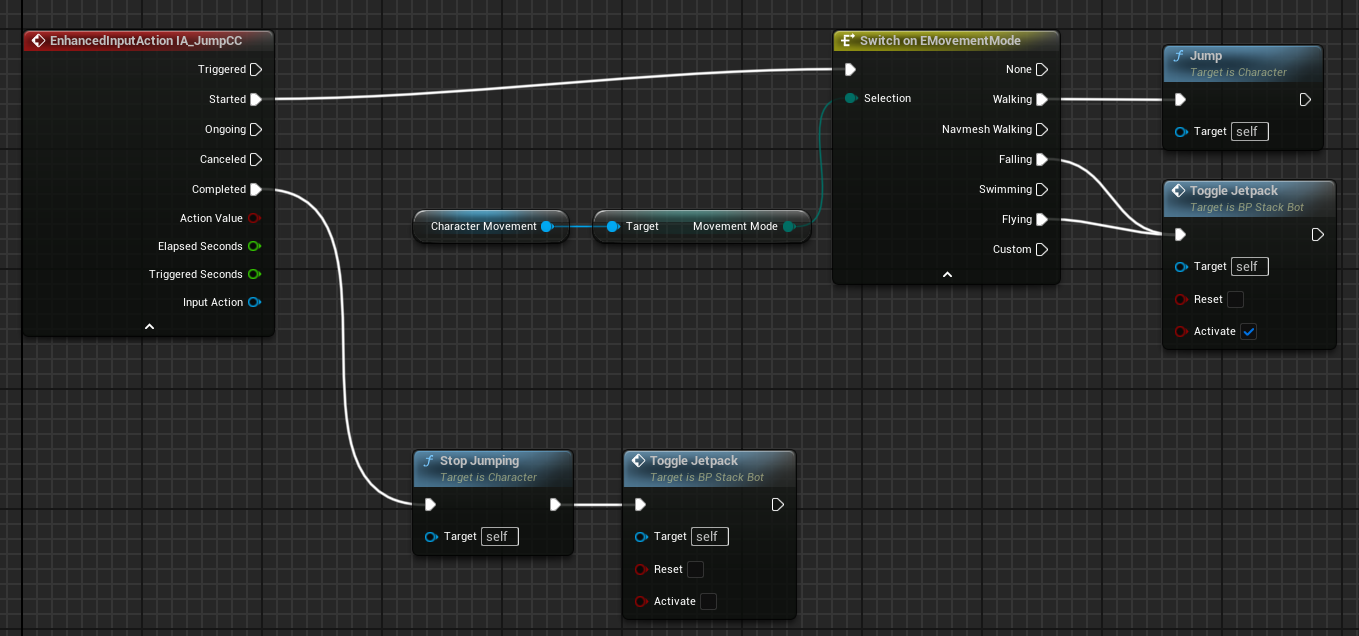 EnhancedInputAction IA_JumpCC
Triggered
Started
Ongoing
Canceled
Completed
Action Value
Elapsed Seconds
Triggered Seconds
Input Action
Character Movement
Target Movement Mode
Switch on EMovementMode
None
Selection Walking
Navmesh Walking
Falling
Swimming
Flying
Custom
Jump
Target is Character
Target self
Toggle Jetpack
Target is BP Stack Bot
Target self
Reset
Activate
Stop Jumping
Target is Character
Target self
Toggle Jetpack
Target is BP Stack Bot
Target self
Reset
Activate